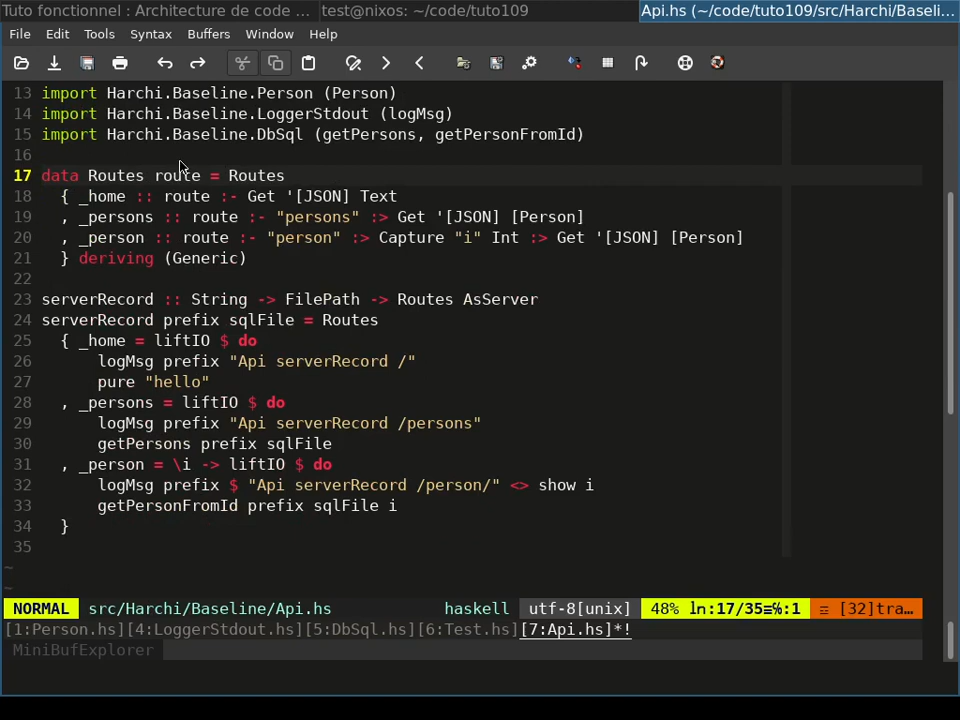 Tuto fonctionnel : Architecture de code ... test@nixos: ~/code/tuto109 Api.hs (~/code/tuto109/src/Harchi/Baseli...
File Edit Tools Syntax Buffers Window Help
13 import Harchi.Baseline.Person (Person)
14 import Harchi.Baseline.LoggerStdout (logMsg)
15 import Harchi.Baseline.DbSql (getPersons, getPersonFromId)
16
17 data Routes route = Routes
18   { _home :: route :- Get '[JSON] Text
19   , _persons :: route :- "persons" :> Get '[JSON] [Person]
20   , _person :: route :- "person" :> Capture "i" Int :> Get '[JSON] [Person]
21   } deriving (Generic)
22
23 serverRecord :: String -> FilePath -> Routes AsServer
24 serverRecord prefix sqlFile = Routes
25   { _home = liftIO $ do
26       logMsg prefix "Api serverRecord /"
27       pure "hello"
28   , _persons = liftIO $ do
29       logMsg prefix "Api serverRecord /persons"
30       getPersons prefix sqlFile
31   , _person = \i -> liftIO $ do
32       logMsg prefix $ "Api serverRecord /person/" <> show i
33       getPersonFromId prefix sqlFile i
34   }
35
~
~
NORMAL src/Harchi/Baseline/Api.hs haskell utf-8[unix] 48% ln:17/35≡℅:1 ☲ [32]tra…
[1:Person.hs][4:LoggerStdout.hs][5:DbSql.hs][6:Test.hs][7:Api.hs]*!
MiniBufExplorer